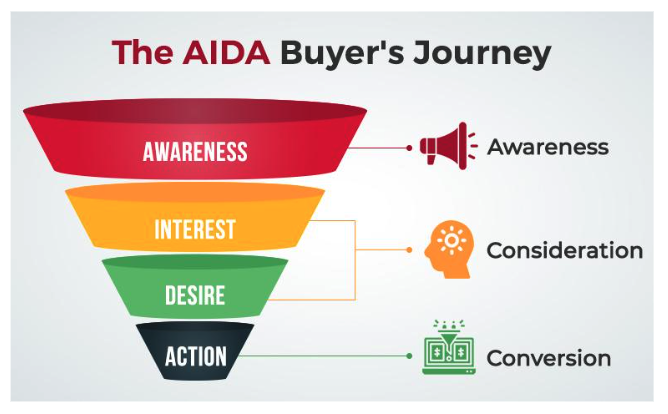 The AIDA Buyer's Journey
AWARENESS
Awareness
INTEREST
Consideration
DESIRE
ACTION
Conversion